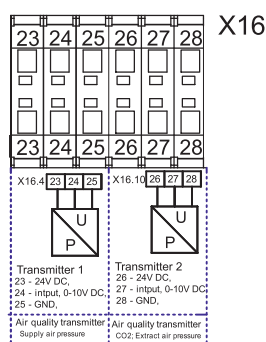 X16
23 24 25 26 27 28
23 24 25 26 27 28
X16.4 23 24 25
X16.10 26 27 28
U
P
U
P
Transmitter 1
23 - 24V DC,
24 - intput, 0-10V DC
25 - GND,
Transmitter 2
26 - 24V DC,
27 - intput, 0-10V DC,
28 - GND,
Air quality transmitter
Supply air pressure
Air quality transmitter
CO2; Extract air pressure